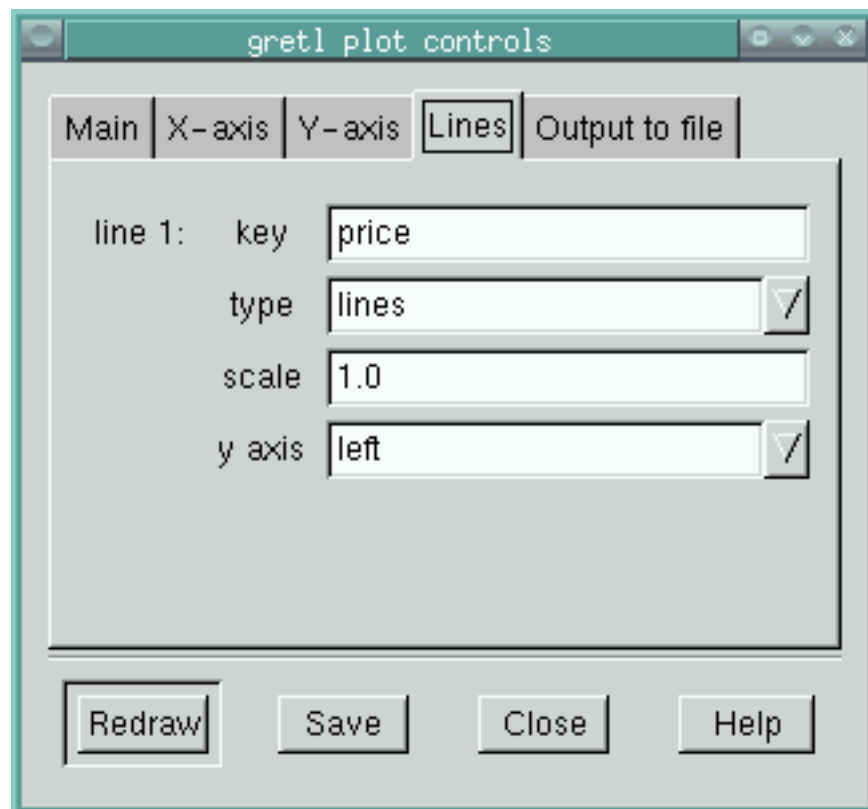 gretl plot controls
Main X-axis Y-axis Lines Output to file
line 1: key price
type lines
scale 1.0
y axis left
Redraw Save Close Help